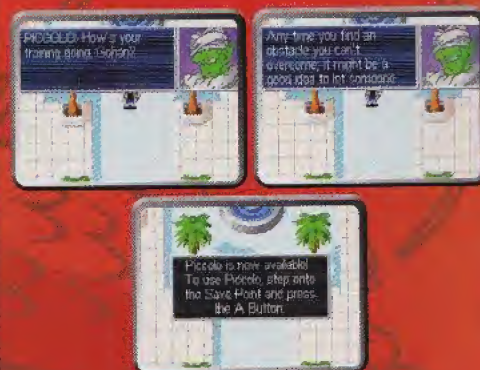 PICCOLO: How's your
training going, Gohan?
Any time you find an
obstacle you can't
overcome, it might be a
good idea to let someone
Piccolo is now available!
To use Piccolo, step onto
the Save Point and press
the A Button.